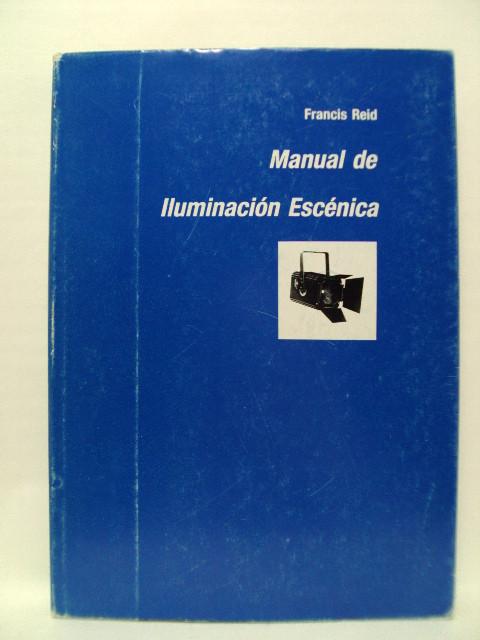 Francis Reid
Manual de
Iluminación Escénica